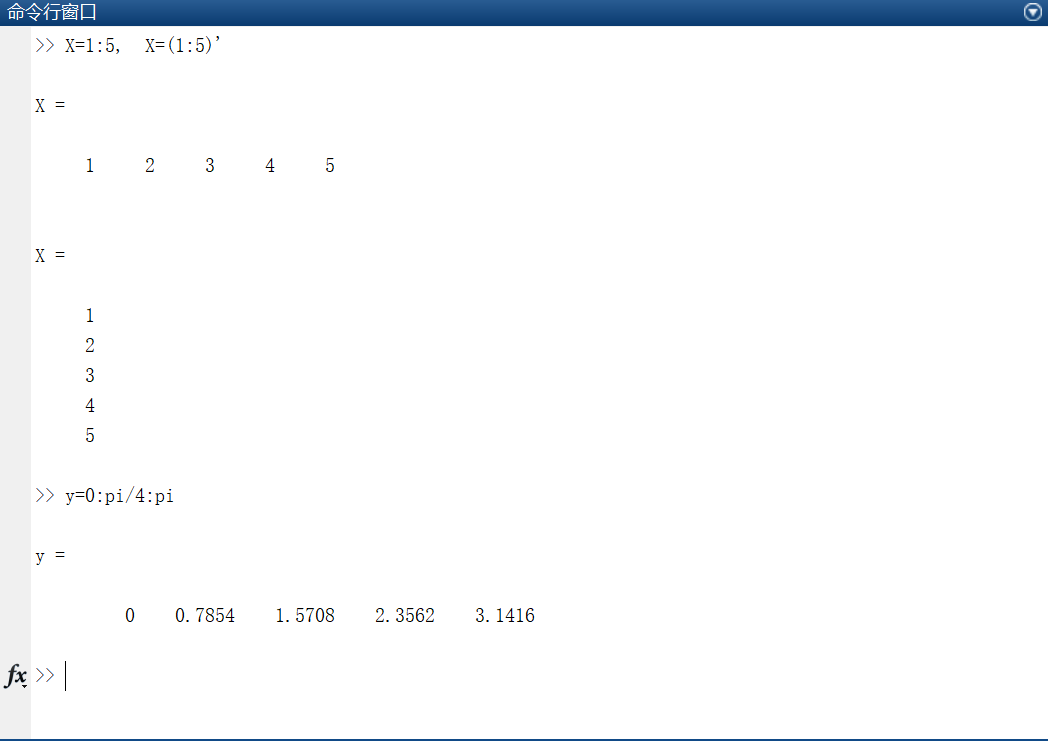 命令行窗口
>> X=1:5,  X=(1:5)'
X =
1 2 3 4 5
X =
1
2
3
4
5
>> y=0:pi/4:pi
y =
0 0.7854 1.5708 2.3562 3.1416
fx >>